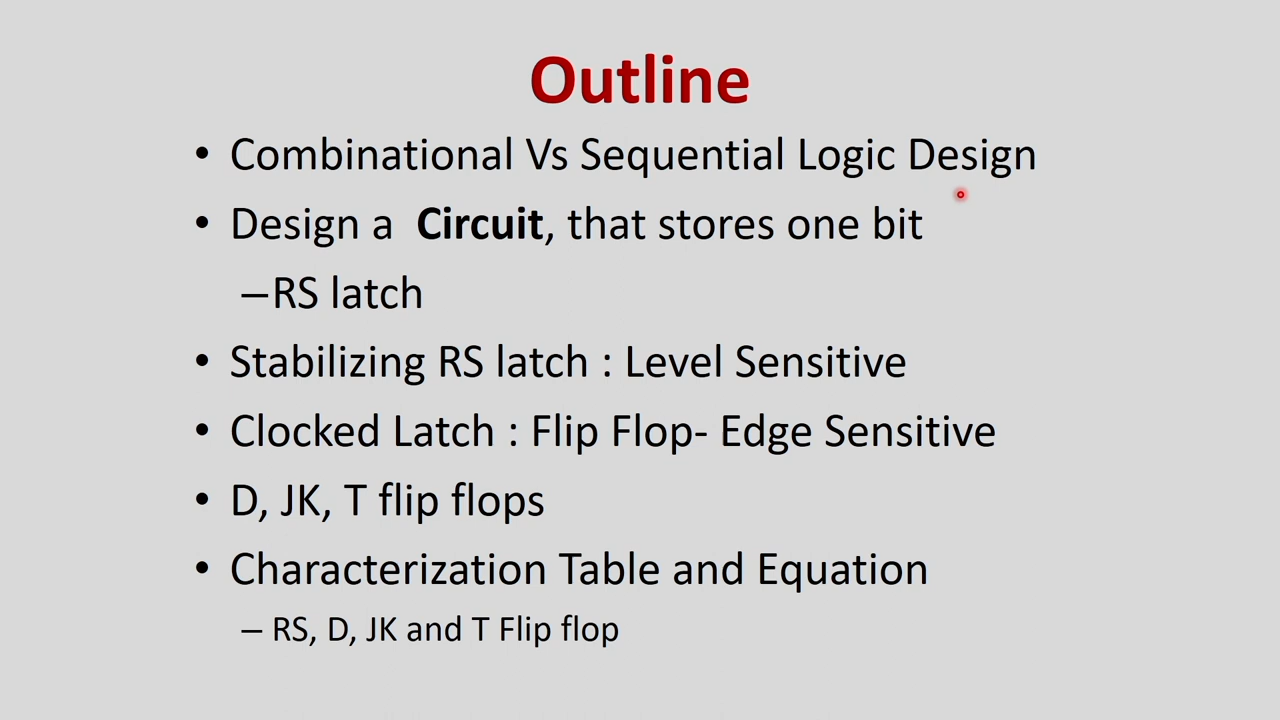 Outline
• Combinational Vs Sequential Logic Design
• Design a Circuit, that stores one bit
–RS latch
• Stabilizing RS latch : Level Sensitive
• Clocked Latch : Flip Flop- Edge Sensitive
• D, JK, T flip flops
• Characterization Table and Equation
– RS, D, JK and T Flip flop